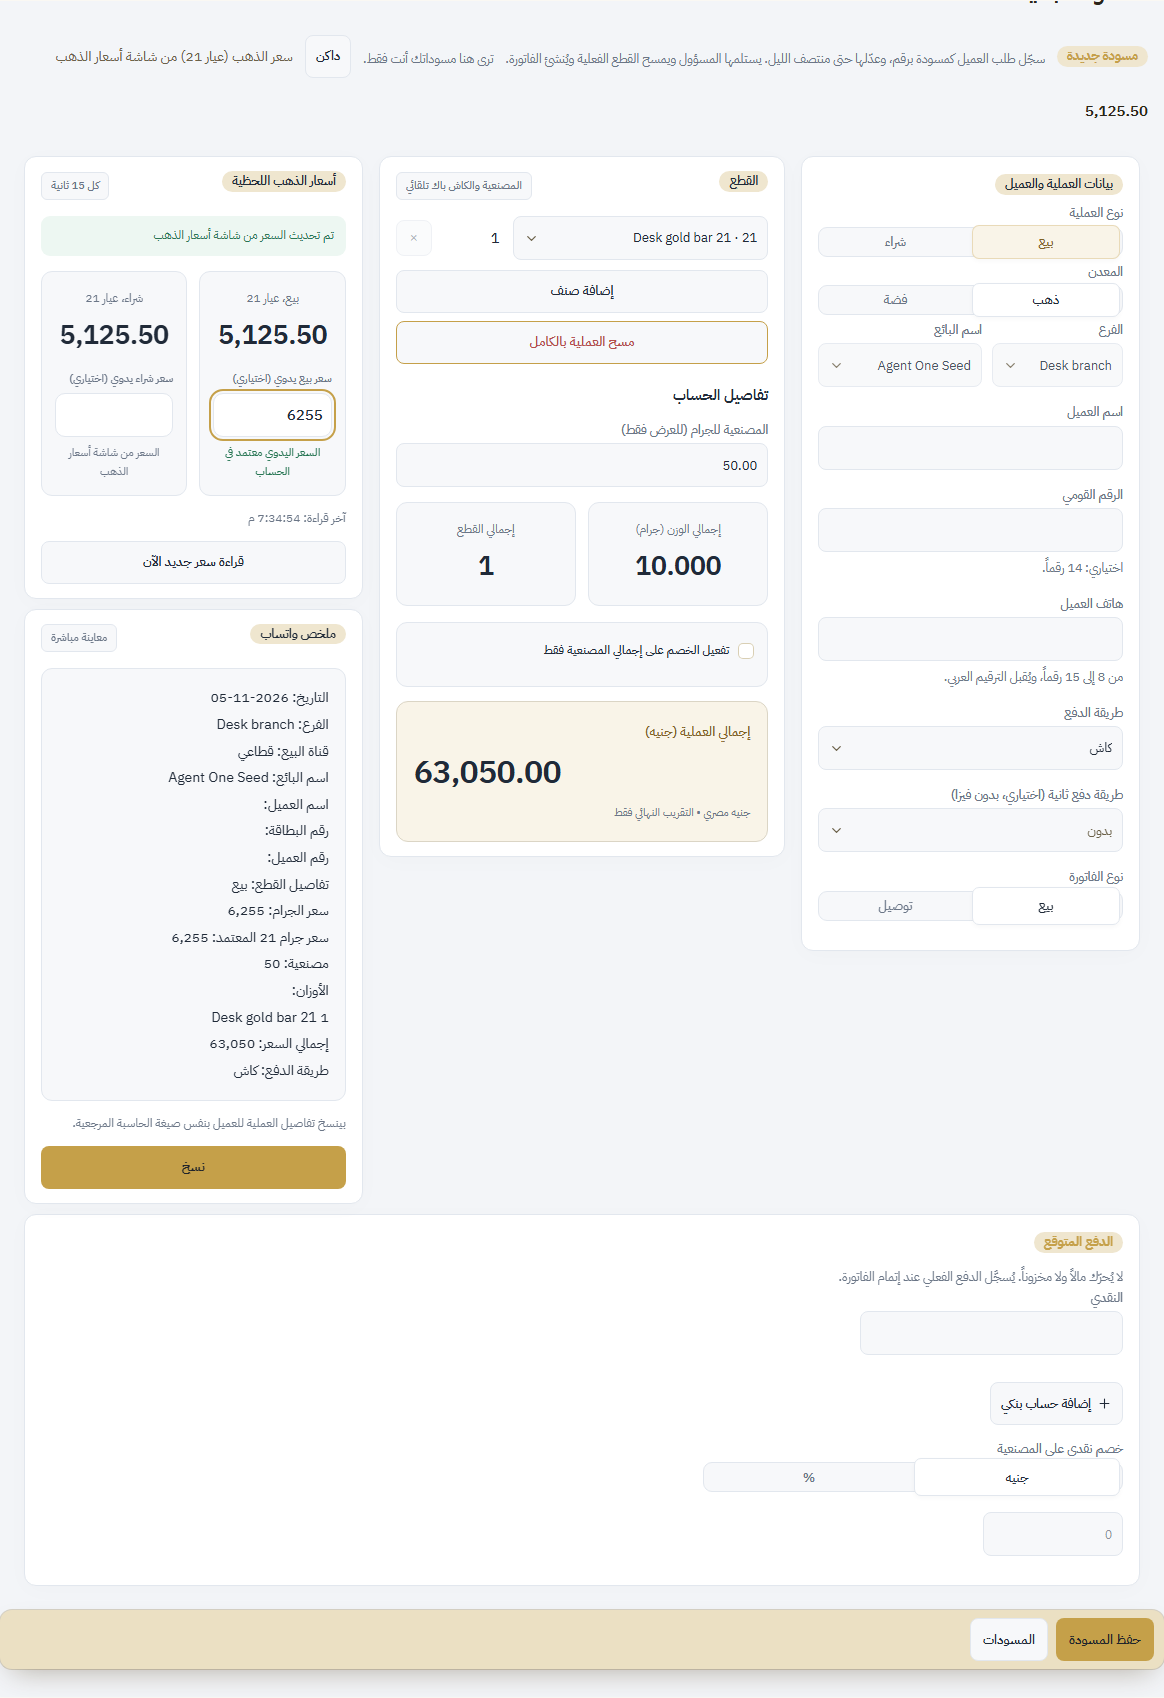 مسودة جديدة
سجّل طلب العميل كمسودة برقم، وعدّلها حتى منتصف الليل. يستلمها المسؤول ويمسح القطع الفعلية ويُنشئ الفاتورة.
ترى هنا مسوداتك أنت فقط.
داكن
سعر الذهب (عيار 21) من شاشة أسعار الذهب
5,125.50
بيانات العملية والعميل
نوع العملية
بيع
شراء
المعدن
ذهب
فضة
الفرع
اسم البائع
Desk branch
Agent One Seed
اسم العميل
الرقم القومي
اختياري: 14 رقماً.
هاتف العميل
من 8 إلى 15 رقماً، ويُقبل الترقيم العربي.
طريقة الدفع
كاش
طريقة دفع ثانية (اختياري، بدون فيزا)
بدون
نوع الفاتورة
بيع
توصيل
القطع
المصنعية والكاش باك تلقائي
Desk gold bar 21 · 21
1
×
إضافة صنف
مسح العملية بالكامل
تفاصيل الحساب
المصنعية للجرام (للعرض فقط)
50.00
إجمالي الوزن (جرام)
10.000
إجمالي القطع
1
تفعيل الخصم على إجمالي المصنعية فقط
إجمالي العملية (جنيه)
63,050.00
جنيه مصري • التقريب النهائي فقط
أسعار الذهب اللحظية
كل 15 ثانية
تم تحديث السعر من شاشة أسعار الذهب
بيع، عيار 21
5,125.50
سعر بيع يدوي (اختياري)
6255
السعر اليدوي معتمد في
الحساب
شراء، عيار 21
5,125.50
سعر شراء يدوي (اختياري)
السعر من شاشة أسعار
الذهب
آخر قراءة: 7:34:54 م
قراءة سعر جديد الآن
ملخص واتساب
معاينة مباشرة
التاريخ: 2026-11-05
الفرع: Desk branch
قناة البيع: قطاعي
اسم البائع: Agent One Seed
اسم العميل:
رقم البطاقة:
رقم العميل:
تفاصيل القطع: بيع
سعر الجرام: 6,255
سعر جرام 21 المعتمد: 6,255
مصنعية: 50
الأوزان:
1 Desk gold bar 21
إجمالي السعر: 63,050
طريقة الدفع: كاش
بينسخ تفاصيل العملية للعميل بنفس صيغة الحاسبة المرجعية.
نسخ
الدفع المتوقع
لا يُحرّك مالاً ولا مخزوناً. يُسجَّل الدفع الفعلي عند إتمام الفاتورة.
النقدي
+ إضافة حساب بنكي
خصم نقدي على المصنعية
جنيه
%
0
حفظ المسودة
المسودات